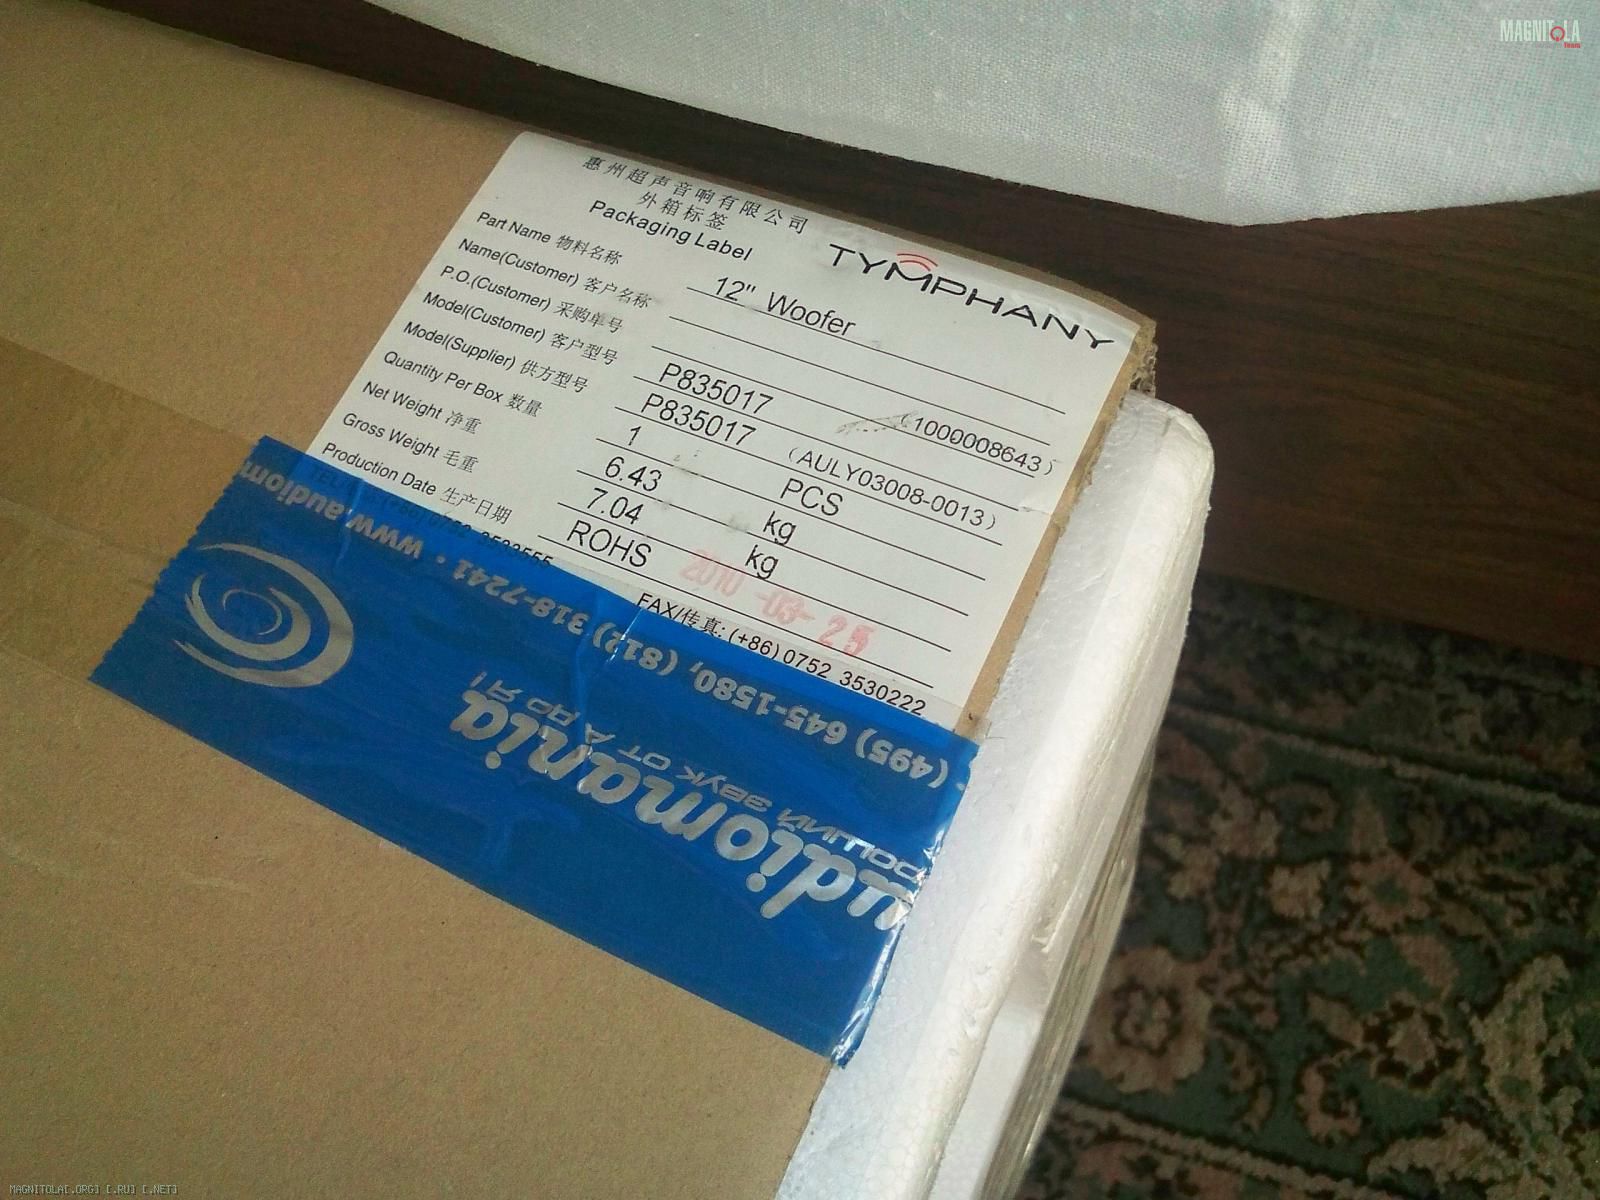 MAGNITOLA
Team
惠州超声音响有限公司
外箱标签
Packaging Label
TYMPHANY
Part Name 物料名称 12" Woofer
Name(Customer) 客户名称
P.O.(Customer) 采购单号
Model(Customer) 客户型号 P835017 (1000008643)
Model(Supplier) 供方型号 P835017 (AULY03008-0013)
Quantity Per Box 数量 1 PCS
Net Weight 净重 6.43 kg
Gross Weight 毛重 7.04 kg
Production Date 生产日期 ROHS 2010-03-25
(+86) 0752 FAX/传真: (+86) 0752 3530222
(495) 645-1580, (812) 318-7241 · www.audiom
audiomania
ЗВУК ОТ А ДО Я!
MAGNITOLA[.ORG] [.RU] [.NET]